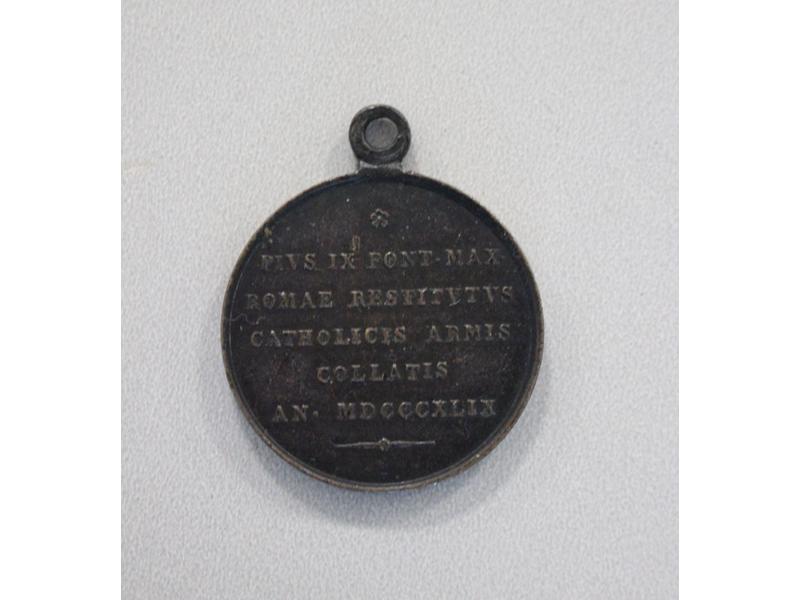 PIVS IX PONT·MAX
ROMAE RESTITVTVS
CATHOLICIS ARMIS
COLLATIS
AN· MDCCCXLIX